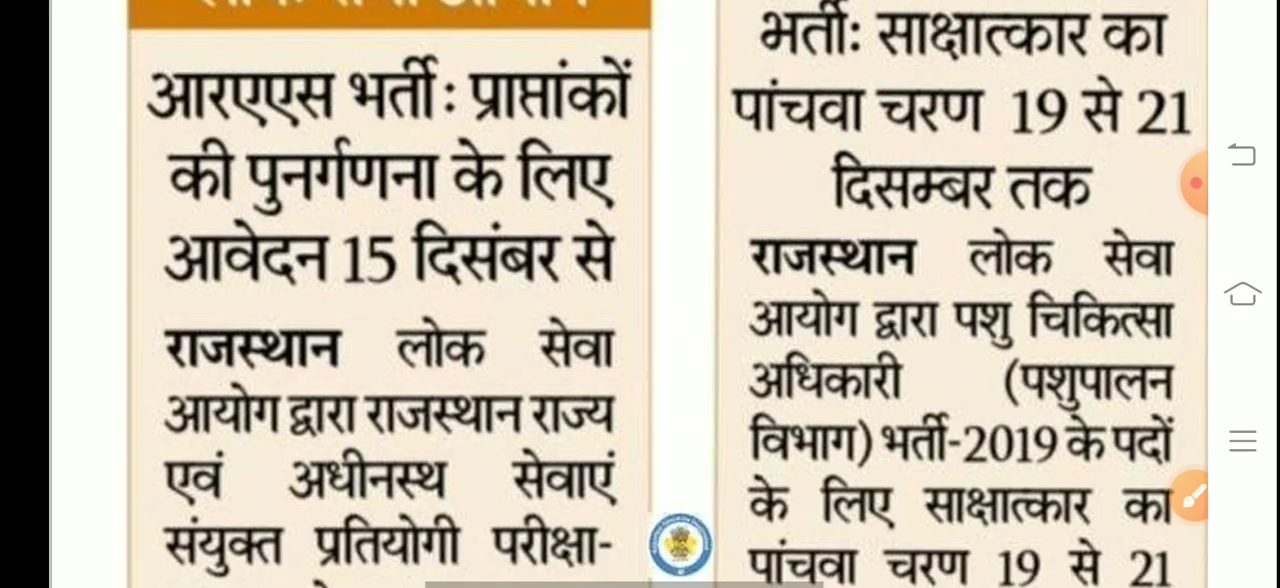 आरएएस भर्ती: प्राप्तांकों
की पुनर्गणना के लिए
आवेदन 15 दिसंबर से
राजस्थान लोक सेवा
आयोग द्वारा राजस्थान राज्य
एवं अधीनस्थ सेवाएं
संयुक्त प्रतियोगी परीक्षा-
भर्ती: साक्षात्कार का
पांचवा चरण 19 से 21
दिसम्बर तक
राजस्थान लोक सेवा
आयोग द्वारा पशु चिकित्सा
अधिकारी (पशुपालन
विभाग) भर्ती-2019 के पदों
के लिए साक्षात्कार का
पांचवा चरण 19 से 21